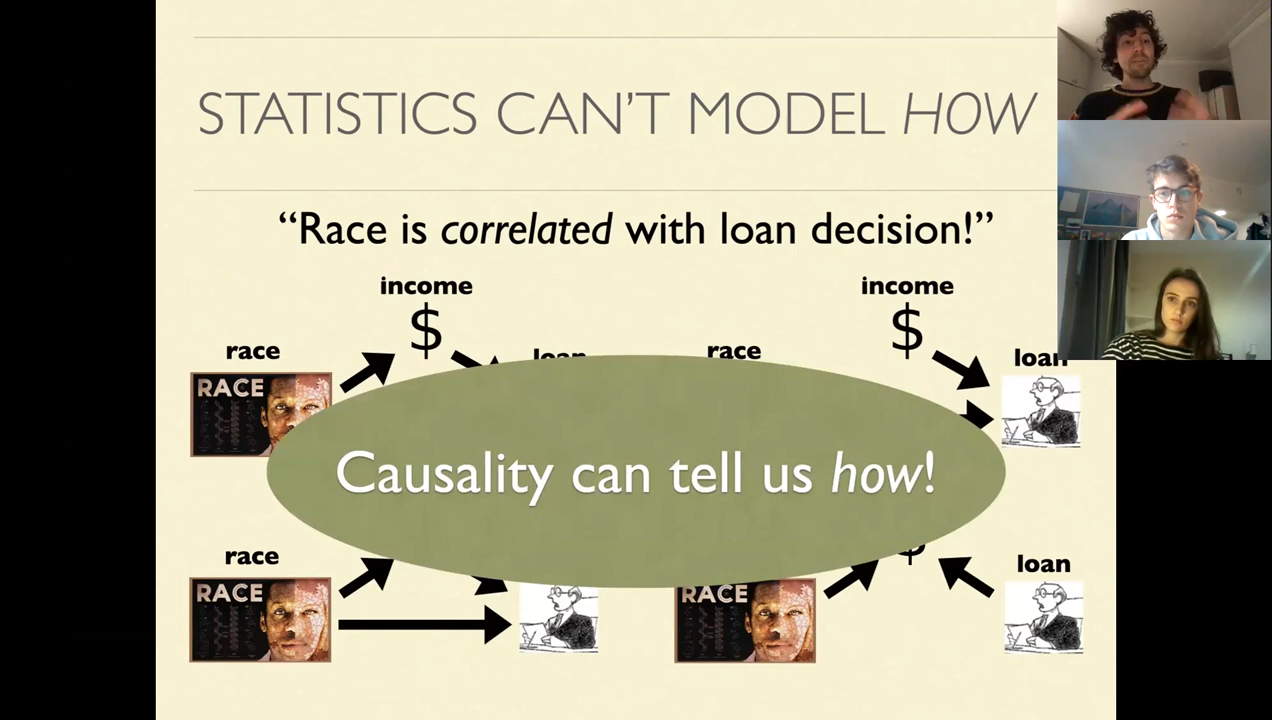 STATISTICS CAN'T MODEL HOW
“Race is correlated with loan decision!”
income
income
$
$
race
loan
race
loan
RACE
Causality can tell us how!
race
$
loan
RACE
RACE